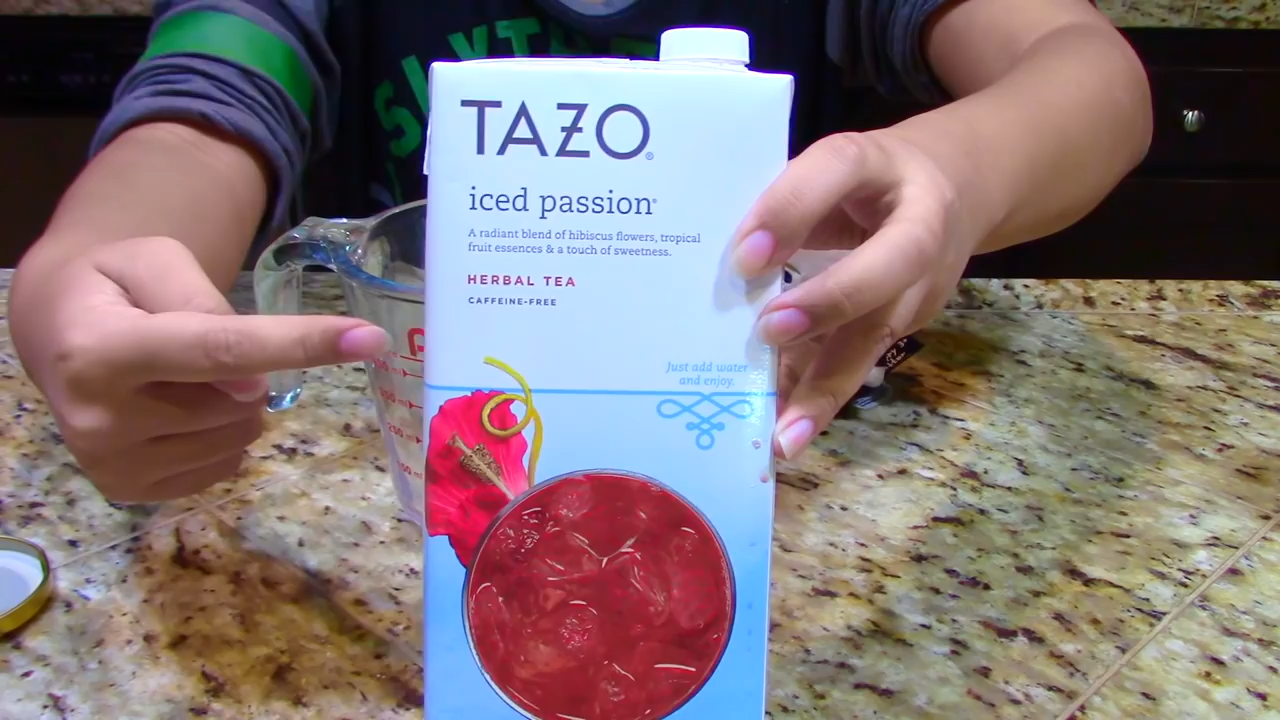 TAZO®
iced passion®
A radiant blend of hibiscus flowers, tropical
fruit essences & a touch of sweetness.
HERBAL TEA
CAFFEINE-FREE
Just add water
and enjoy.